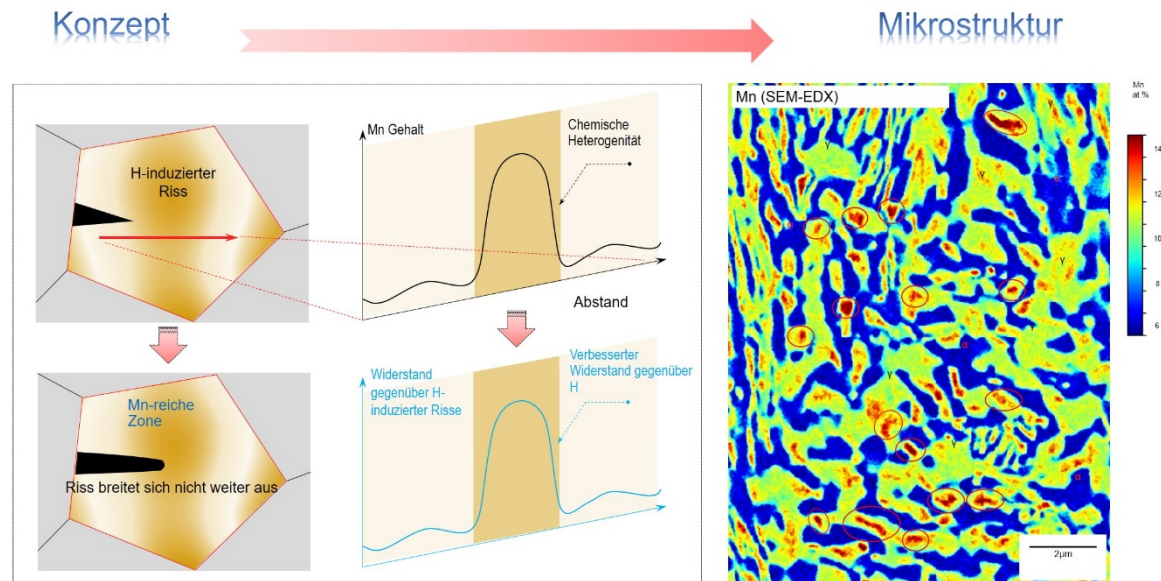 Konzept
Mikrostruktur
H-induzierter
Riss
Mn-reiche
Zone
Riss breitet sich nicht weiter aus
Mn Gehalt
Chemische
Heterogenität
Abstand
Widerstand
gegenüber H-
induzierter Risse
Verbesserter
Widerstand gegenüber
H
Mn (SEM-EDX)
γ
γ
γ
α
α
γ
α
γ
γ
α
2µm
Mn
at.%
14
12
10
8
6